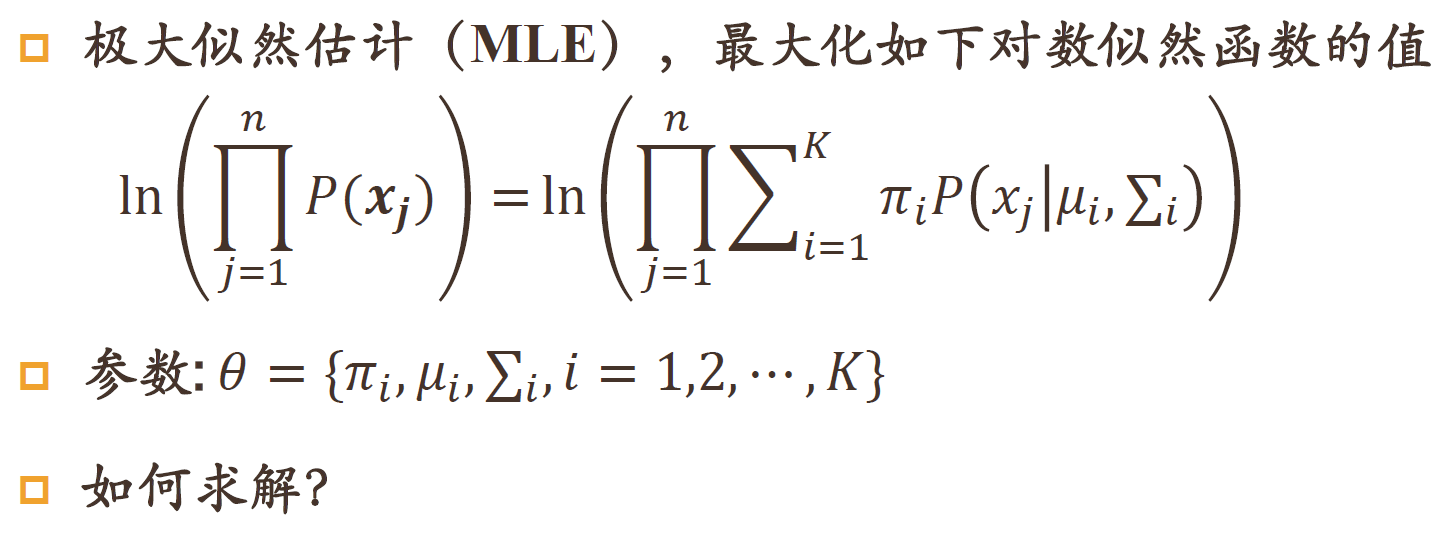 极大似然估计（MLE），最大化如下对数似然函数的值
ln(∏_{j=1}^{n} P(x_j)) = ln(∏_{j=1}^{n} ∑_{i=1}^{K} π_i P(x_j|μ_i, ∑_i))
参数: θ = {π_i, μ_i, ∑_i, i = 1,2, ⋯ , K}
如何求解?